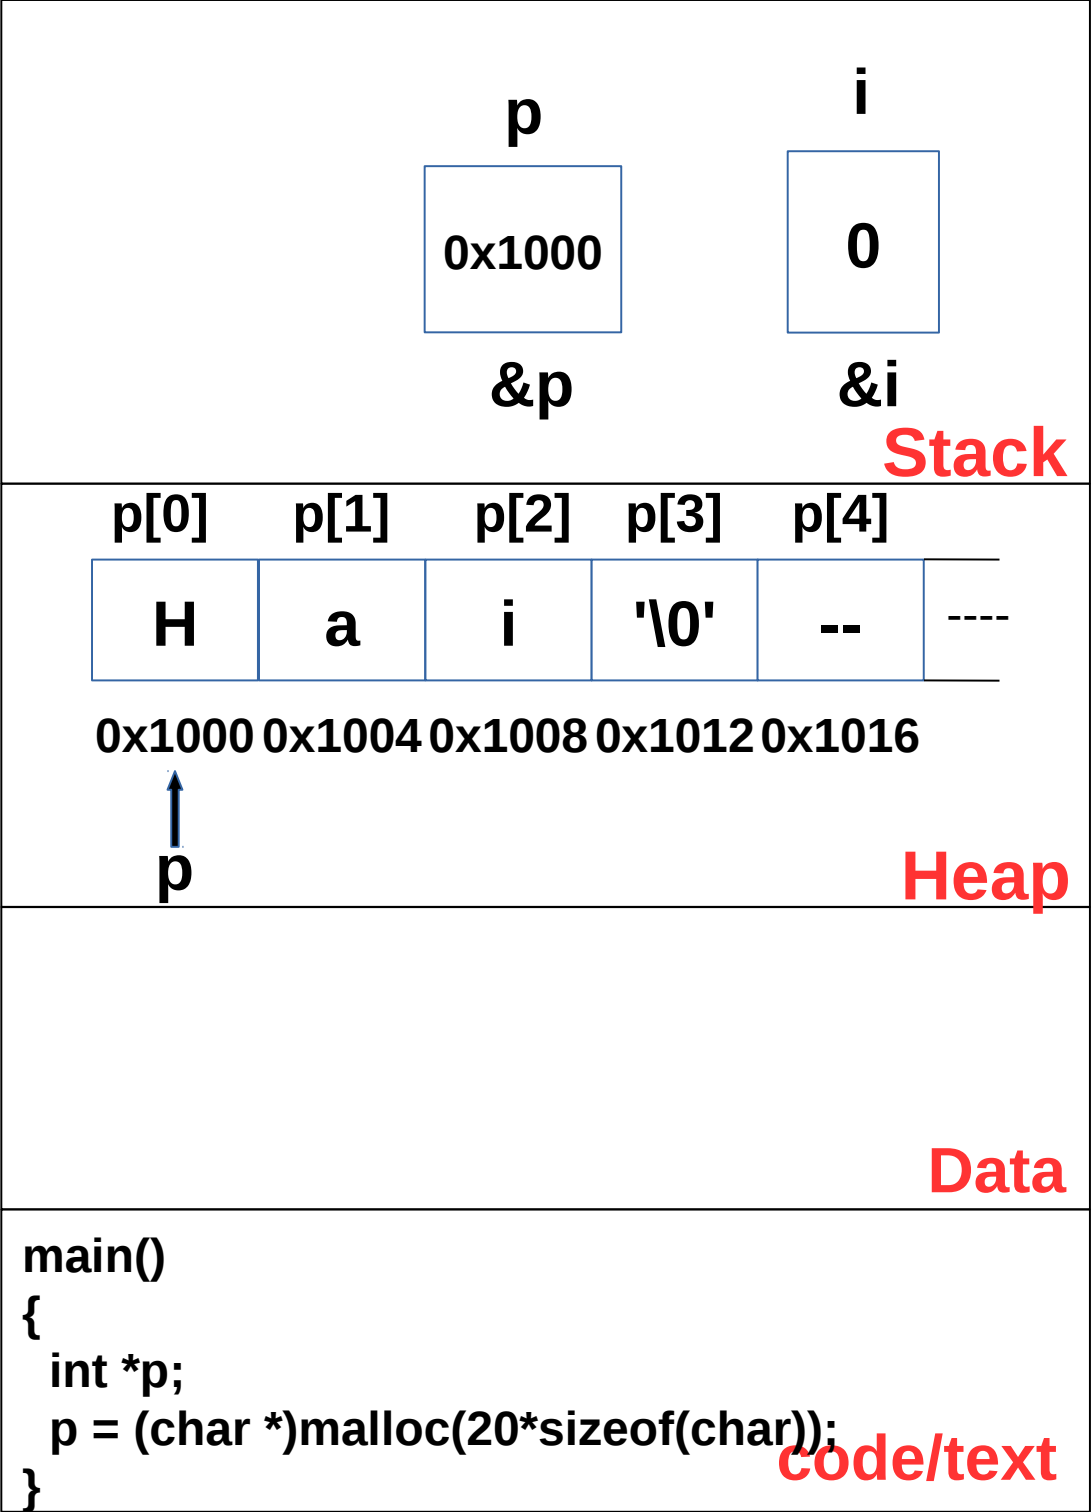 p i
0x1000 0
&p &i
Stack
p[0] p[1] p[2] p[3] p[4]
H a i '\0' -- ----
0x1000 0x1004 0x1008 0x1012 0x1016
p
Heap
Data
main()
{
int *p;
p = (char *)malloc(20*sizeof(char));
code/text
}